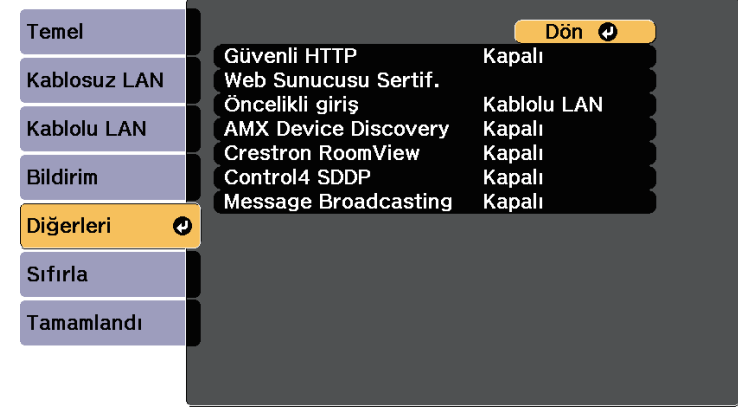 Temel
Kablosuz LAN
Kablolu LAN
Bildirim
Diğerleri
Sıfırla
Tamamlandı
Dön
Güvenli HTTP Kapalı
Web Sunucusu Sertif.
Öncelikli giriş Kablolu LAN
AMX Device Discovery Kapalı
Crestron RoomView Kapalı
Control4 SDDP Kapalı
Message Broadcasting Kapalı